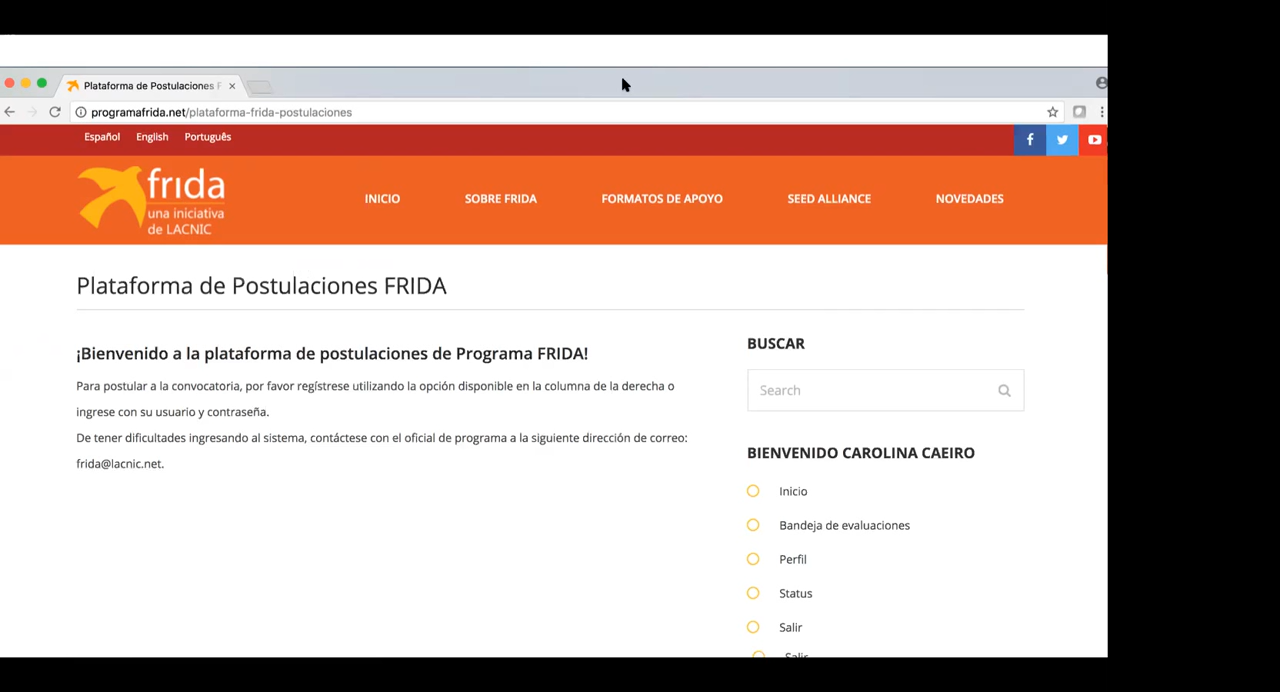 Plataforma de Postulaciones F
programafrida.net/plataforma-frida-postulaciones
Español English Português
frida
una iniciativa
de LACNIC
INICIO SOBRE FRIDA FORMATOS DE APOYO SEED ALLIANCE NOVEDADES
Plataforma de Postulaciones FRIDA
¡Bienvenido a la plataforma de postulaciones de Programa FRIDA!
Para postular a la convocatoria, por favor regístrese utilizando la opción disponible en la columna de la derecha o
ingrese con su usuario y contraseña.
De tener dificultades ingresando al sistema, contáctese con el oficial de programa a la siguiente dirección de correo:
frida@lacnic.net.
BUSCAR
Search
BIENVENIDO CAROLINA CAEIRO
Inicio
Bandeja de evaluaciones
Perfil
Status
Salir
Salir